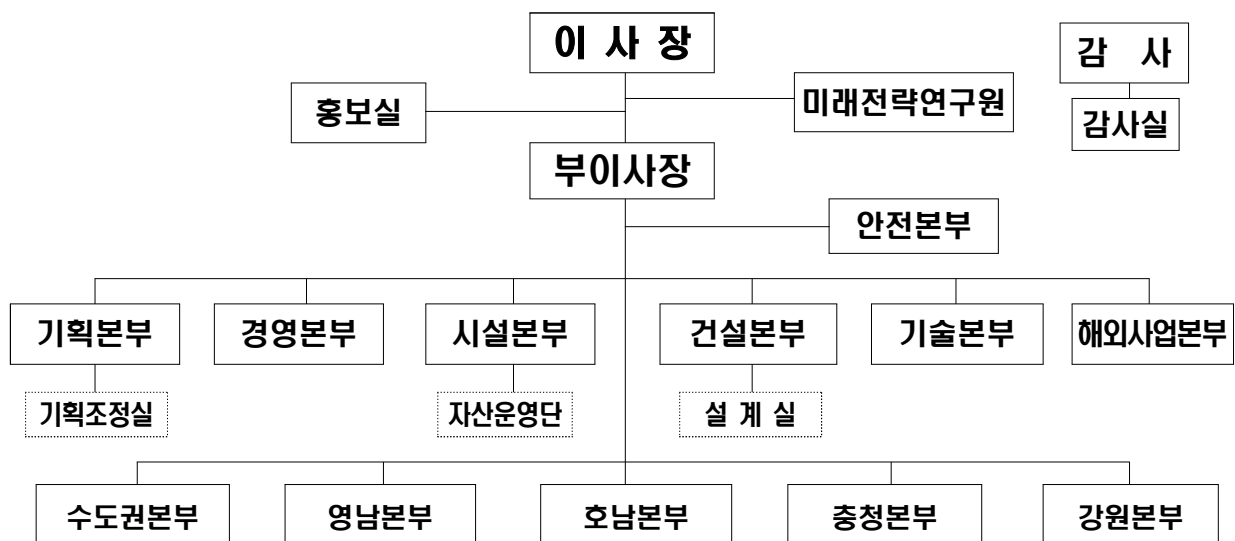 이 사 장
감 사
홍보실
미래전략연구원
감사실
부이사장
안전본부
기획본부
경영본부
시설본부
건설본부
기술본부
해외사업본부
기획조정실
자산운영단
설 계 실
수도권본부
영남본부
호남본부
충청본부
강원본부